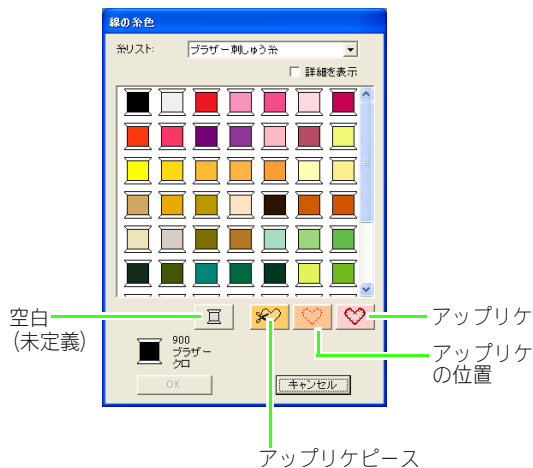 線の糸色
糸リスト:
ブラザー刺しゅう糸
詳細を表示
空白
(未定義)
アップリケ
900
ブラザー
クロ
アップリケ
の位置
OK
キャンセル
アップリケピース